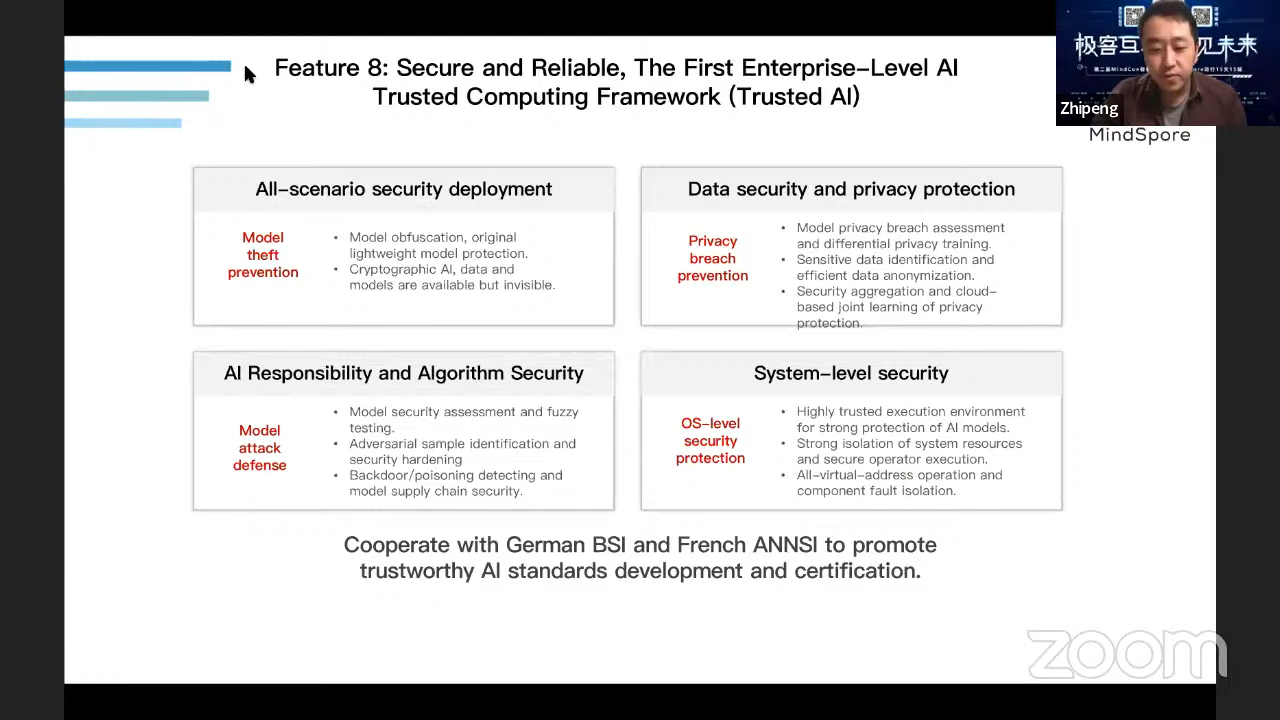 Feature 8: Secure and Reliable, The First Enterprise-Level AI
Trusted Computing Framework (Trusted AI)
极客互
见未来
Zhipeng
MindSpore
All-scenario security deployment
Model
theft
prevention
• Model obfuscation, original
lightweight model protection.
• Cryptographic AI, data and
models are available but invisible.
Data security and privacy protection
Privacy
breach
prevention
• Model privacy breach assessment
and differential privacy training.
• Sensitive data identification and
efficient data anonymization.
• Security aggregation and cloud-
based joint learning of privacy
protection.
AI Responsibility and Algorithm Security
Model
attack
defense
• Model security assessment and fuzzy
testing.
• Adversarial sample identification and
security hardening
• Backdoor/poisoning detecting and
model supply chain security.
System-level security
OS-level
security
protection
• Highly trusted execution environment
for strong protection of AI models.
• Strong isolation of system resources
and secure operator execution.
• All-virtual-address operation and
component fault isolation.
Cooperate with German BSI and French ANNSI to promote
trustworthy AI standards development and certification.
zoom